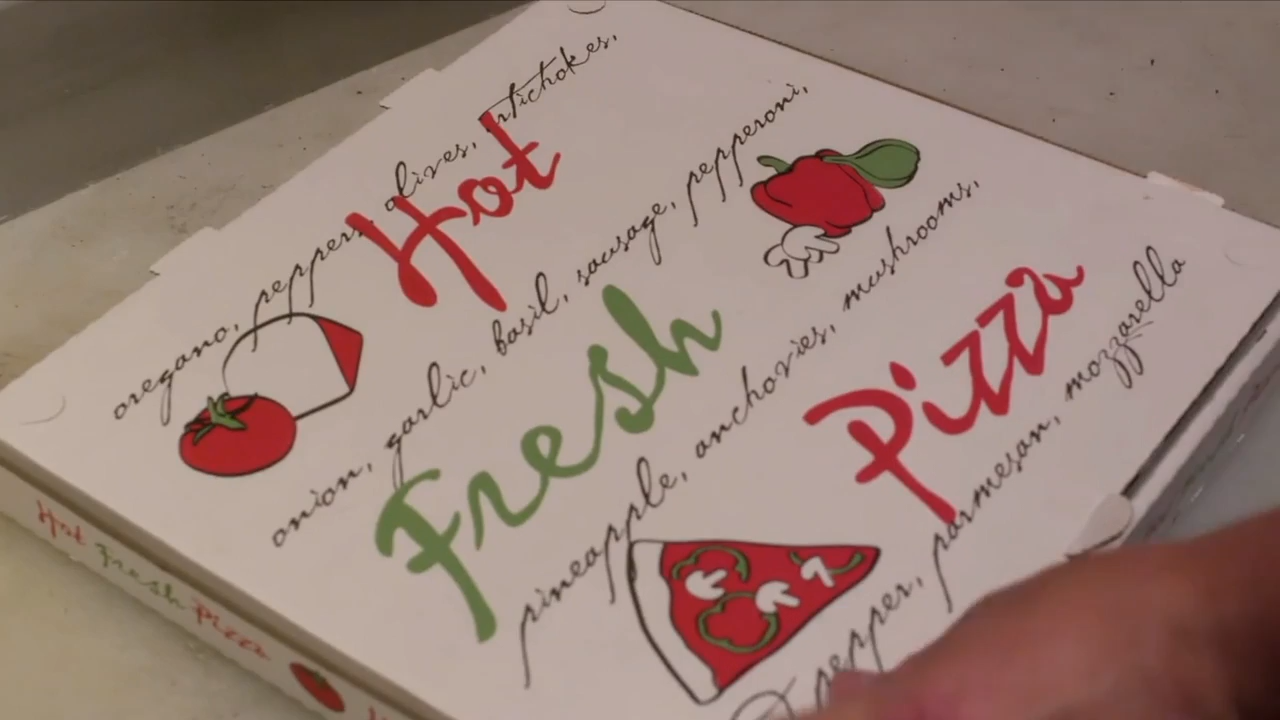 oregano, peppers, olives, artichokes,
Hot
onion, garlic, basil, sausage, pepperoni,
Fresh
pineapple, anchovies, mushrooms,
Pizza
pepper, parmesan, mozzarella
Hot Fresh Pizza